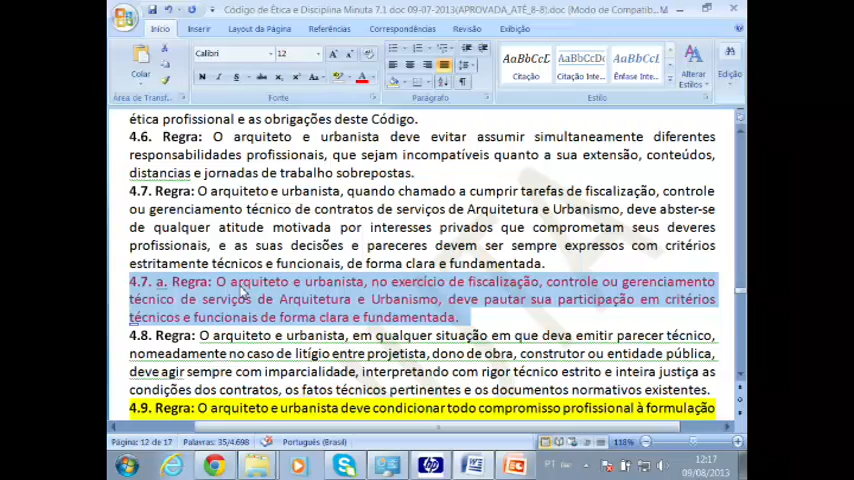 Código de Ética e Disciplina Minuta 7.1 doc 09-07-2013(APROVADA_ATÉ_8-8).doc [Modo de Compatib...
Início Inserir Layout da Página Referências Correspondências Revisão Exibição
Calibri 12
AaBbCcD AaBbCcDc AaBbCcDc
Colar
Citação Citação Inte... Ênfase Inte...
Alterar Estilos
Edição
Área de Transf... Fonte Parágrafo Estilo
ética profissional e as obrigações deste Código.
4.6. Regra: O arquiteto e urbanista deve evitar assumir simultaneamente diferentes
responsabilidades profissionais, que sejam incompatíveis quanto a sua extensão, conteúdos,
distancias e jornadas de trabalho sobrepostas.
4.7. Regra: O arquiteto e urbanista, quando chamado a cumprir tarefas de fiscalização, controle
ou gerenciamento técnico de contratos de serviços de Arquitetura e Urbanismo, deve abster-se
de qualquer atitude motivada por interesses privados que comprometam seus deveres
profissionais, e as suas decisões e pareceres devem ser sempre expressos com critérios
estritamente técnicos e funcionais, de forma clara e fundamentada.
4.7. a. Regra: O arquiteto e urbanista, no exercício de fiscalização, controle ou gerenciamento
técnico de serviços de Arquitetura e Urbanismo, deve pautar sua participação em critérios
técnicos e funcionais de forma clara e fundamentada.
4.8. Regra: O arquiteto e urbanista, em qualquer situação em que deva emitir parecer técnico,
nomeadamente no caso de litígio entre projetista, dono de obra, construtor ou entidade pública,
deve agir sempre com imparcialidade, interpretando com rigor técnico estrito e inteira justiça as
condições dos contratos, os fatos técnicos pertinentes e os documentos normativos existentes.
4.9. Regra: O arquiteto e urbanista deve condicionar todo compromisso profissional à formulação
Página: 12 de 17 Palavras: 35/4.698 Português (Brasil) 118%
PT 12:17
09/08/2013